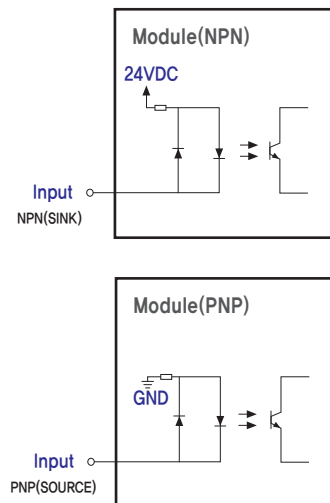 Module(NPN)
24VDC
Input
NPN(SINK)
Module(PNP)
GND
Input
PNP(SOURCE)